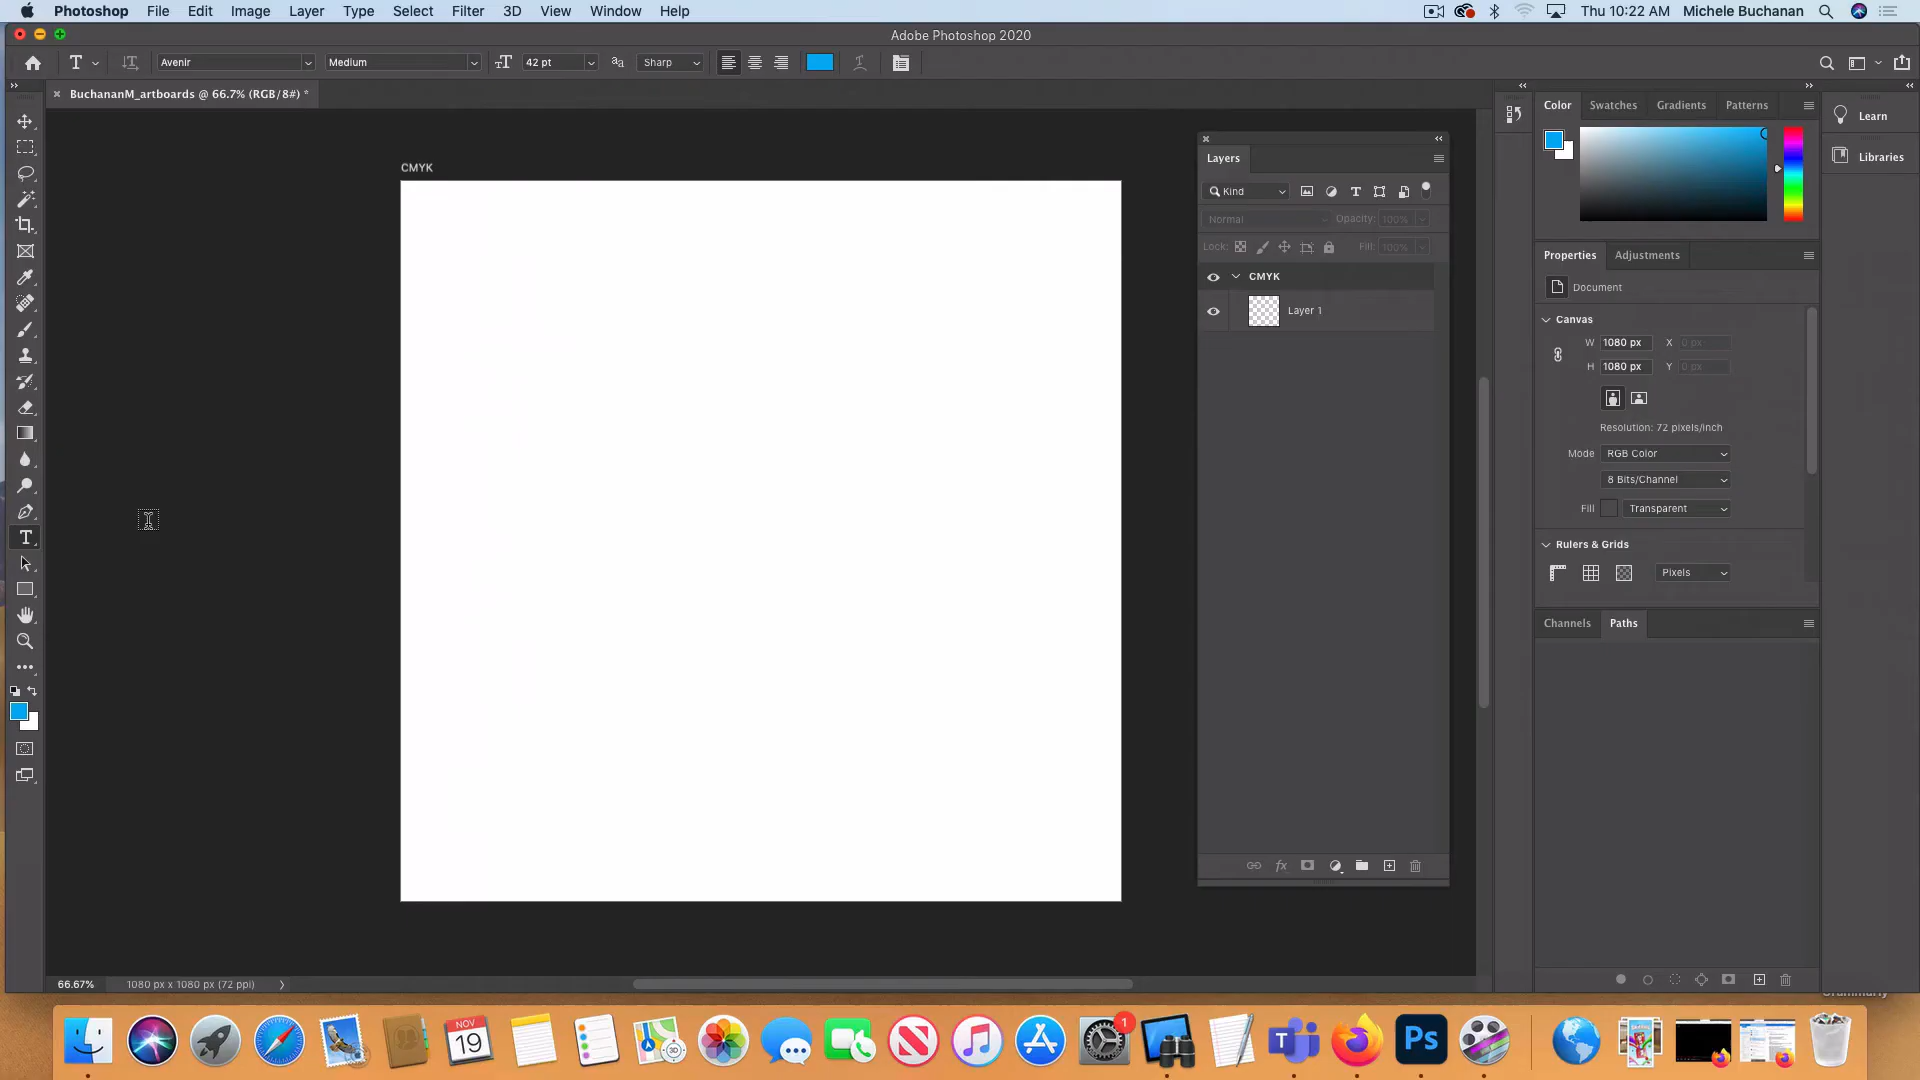 Photoshop File Edit Image Layer Type Select Filter 3D View Window Help Thu 10:22 AM Michele Buchanan
Adobe Photoshop 2020
T Avenir Medium 42 pt Sharp
BuchananM_artboards @ 66.7% (RGB/8#) *
Color Swatches Gradients Patterns
Learn
Libraries
CMYK
Layers
Kind
Normal Opacity: 100%
Lock: Fill: 100%
CMYK
Layer 1
Properties Adjustments
Document
Canvas
W 1080 px X 0 px
H 1080 px Y 0 px
Resolution: 72 pixels/inch
Mode RGB Color
8 Bits/Channel
Fill Transparent
Rulers & Grids
Pixels
Channels Paths
66.67% 1080 px x 1080 px (72 ppi)
Grammarly
NOV
19
3D
1
T
Ps